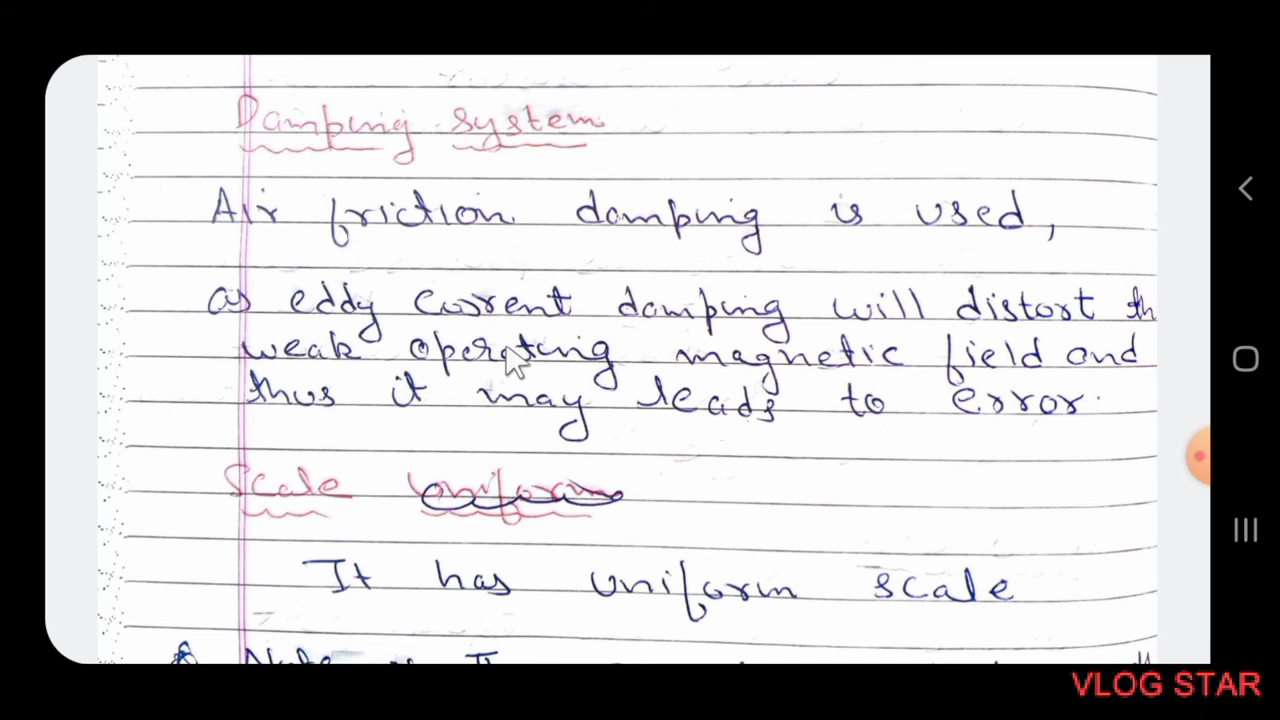 Damping system
Air friction damping is used,
as eddy current damping will distort th
weak operating magnetic field and
thus it may leads to error.
Scale Uniform
It has uniform scale
Note
VLOG STAR